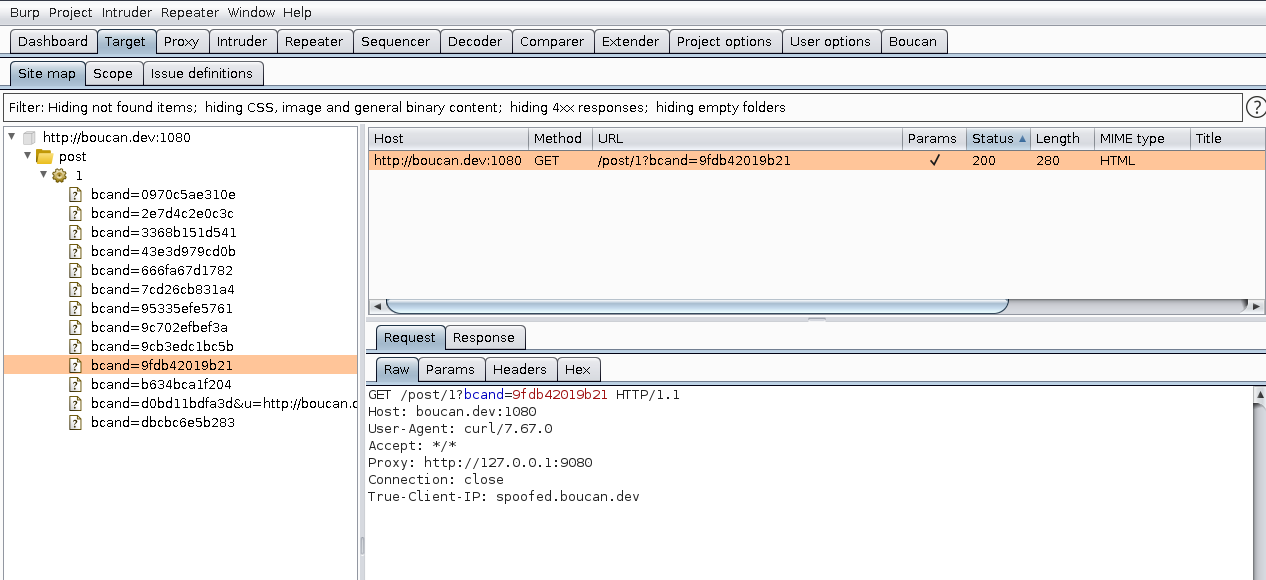 Burp Project Intruder Repeater Window Help
Dashboard Target Proxy Intruder Repeater Sequencer Decoder Comparer Extender Project options User options Boucan
Site map Scope Issue definitions
Filter: Hiding not found items; hiding CSS, image and general binary content; hiding 4xx responses; hiding empty folders ?
http://boucan.dev:1080
post
1
bcand=0970c5ae310e
bcand=2e7d4c2e0c3c
bcand=3368b151d541
bcand=43e3d979cd0b
bcand=666fa67d1782
bcand=7cd26cb831a4
bcand=95335efe5761
bcand=9c702efbef3a
bcand=9cb3edc1bc5b
bcand=9fdb42019b21
bcand=b634bca1f204
bcand=d0bd11bdfa3d&u=http://boucan.c
bcand=dbcbc6e5b283
Host Method URL Params Status Length MIME type Title
http://boucan.dev:1080 GET /post/1?bcand=9fdb42019b21 ✓ 200 280 HTML
Request Response
Raw Params Headers Hex
GET /post/1?bcand=9fdb42019b21 HTTP/1.1
Host: boucan.dev:1080
User-Agent: curl/7.67.0
Accept: */*
Proxy: http://127.0.0.1:9080
Connection: close
True-Client-IP: spoofed.boucan.dev